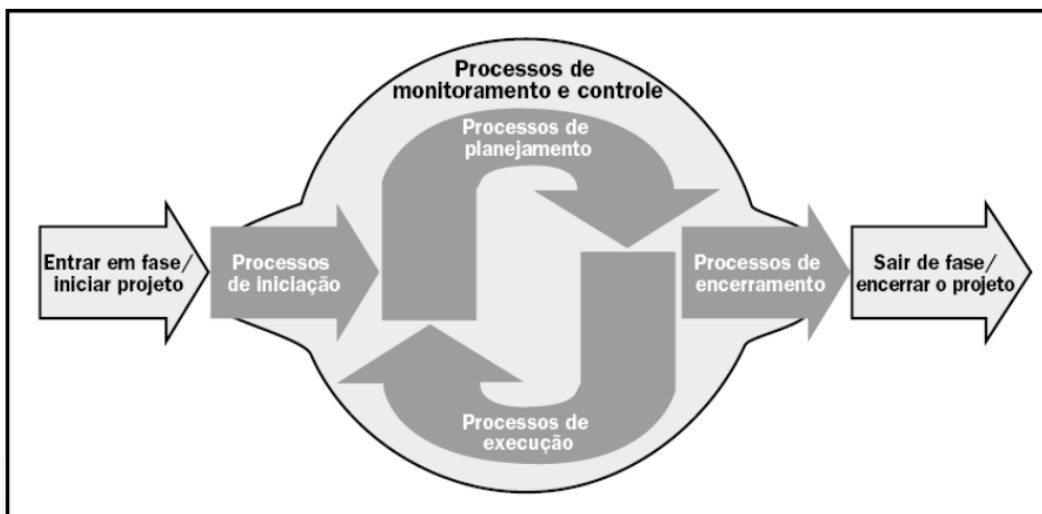 Processos de
monitoramento e controle
Processos de
planejamento
Entrar em fase/
iniciar projeto
Processos
de iniciação
Processos de
encerramento
Sair de fase/
encerrar o projeto
Processos de
execução